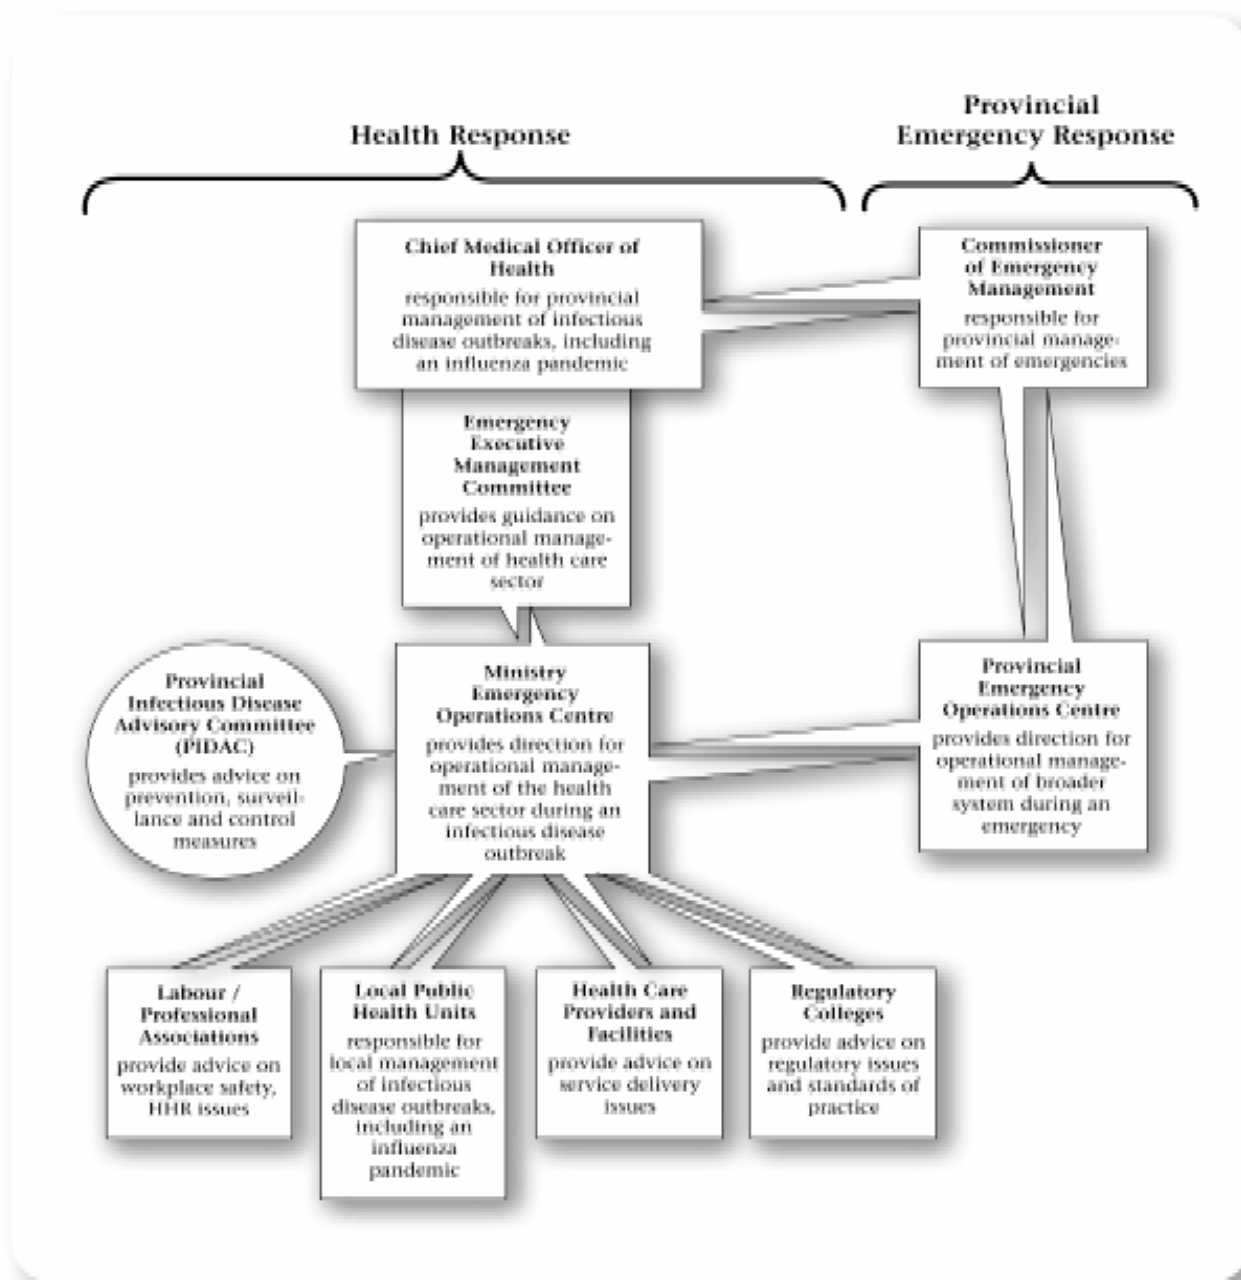 Health Response
Provincial
Emergency Response
Chief Medical Officer of
Health
responsible for provincial
management of infectious
disease outbreaks, including
an influenza pandemic
Commissioner
of Emergency
Management
responsible for
provincial manage-
ment of emergencies
Emergency
Executive
Management
Committee
provides guidance on
operational manage-
ment of health care
sector
Provincial
Infectious Disease
Advisory Committee
(PIDAC)
provides advice on
prevention, surveil-
lance and control
measures
Ministry
Emergency
Operations Centre
provides direction for
operational manage-
ment of the health
care sector during an
infectious disease
outbreak
Provincial
Emergency
Operations Centre
provides direction for
operational manage-
ment of broader
system during an
emergency
Labour /
Professional
Associations
provide advice on
workplace safety,
HHR issues
Local Public
Health Units
responsible for
local management
of infectious
disease outbreaks,
including an
influenza
pandemic
Health Care
Providers and
Facilities
provide advice on
service delivery
issues
Regulatory
Colleges
provide advice on
regulatory issues
and standards of
practice